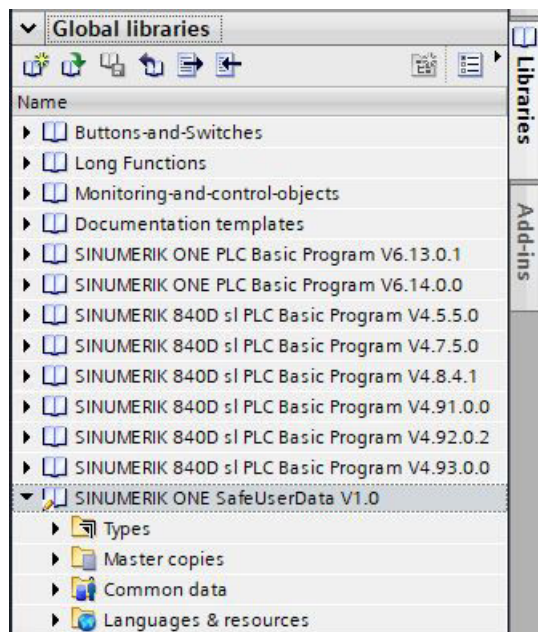 Global libraries
Name
Buttons-and-Switches
Long Functions
Monitoring-and-control-objects
Documentation templates
SINUMERIK ONE PLC Basic Program V6.13.0.1
SINUMERIK ONE PLC Basic Program V6.14.0.0
SINUMERIK 840D sl PLC Basic Program V4.5.5.0
SINUMERIK 840D sl PLC Basic Program V4.7.5.0
SINUMERIK 840D sl PLC Basic Program V4.8.4.1
SINUMERIK 840D sl PLC Basic Program V4.91.0.0
SINUMERIK 840D sl PLC Basic Program V4.92.0.2
SINUMERIK 840D sl PLC Basic Program V4.93.0.0
SINUMERIK ONE SafeUserData V1.0
Types
Master copies
Common data
Languages & resources
Libraries
Add-ins